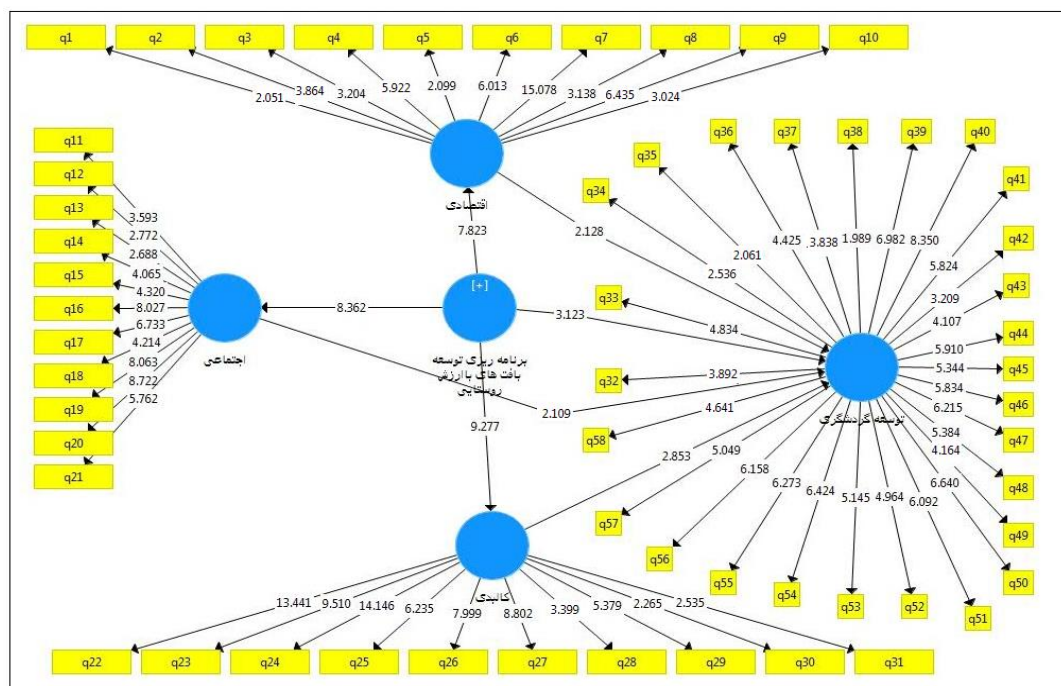 q1 q2 q3 q4 q5 q6 q7 q8 q9 q10
2.051 3.864 3.204 5.922 2.099 6.013 15.078 3.138 6.435 3.024
اقتصادی
7.823
2.128
q11
q12
q13
q14
q15
q16
q17
q18
q19
q20
q21
3.593
2.772
2.688
4.065
4.320
8.027
6.733
4.214
8.063
8.722
5.762
اجتماعی
8.362
[+]
برنامه ریزی توسعه
بافت های باارزش
روستایی
3.123
2.109
9.277
2.853
کالبدی
13.441 9.510 14.146 6.235 7.999 8.802 3.399 5.379 2.265 2.535
q22 q23 q24 q25 q26 q27 q28 q29 q30 q31
توسعه گردشگری
q32
q33
q34
q35
q36
q37
q38
q39
q40
q41
q42
q43
q44
q45
q46
q47
q48
q49
q50
q51
q52
q53
q54
q55
q56
q57
q58
3.892
4.834
2.536
2.061
4.425
3.838
1.989
6.982
8.350
5.824
3.209
4.107
5.910
5.344
5.834
6.215
5.384
4.164
6.640
6.092
4.964
5.145
6.424
6.273
6.158
5.049
4.641